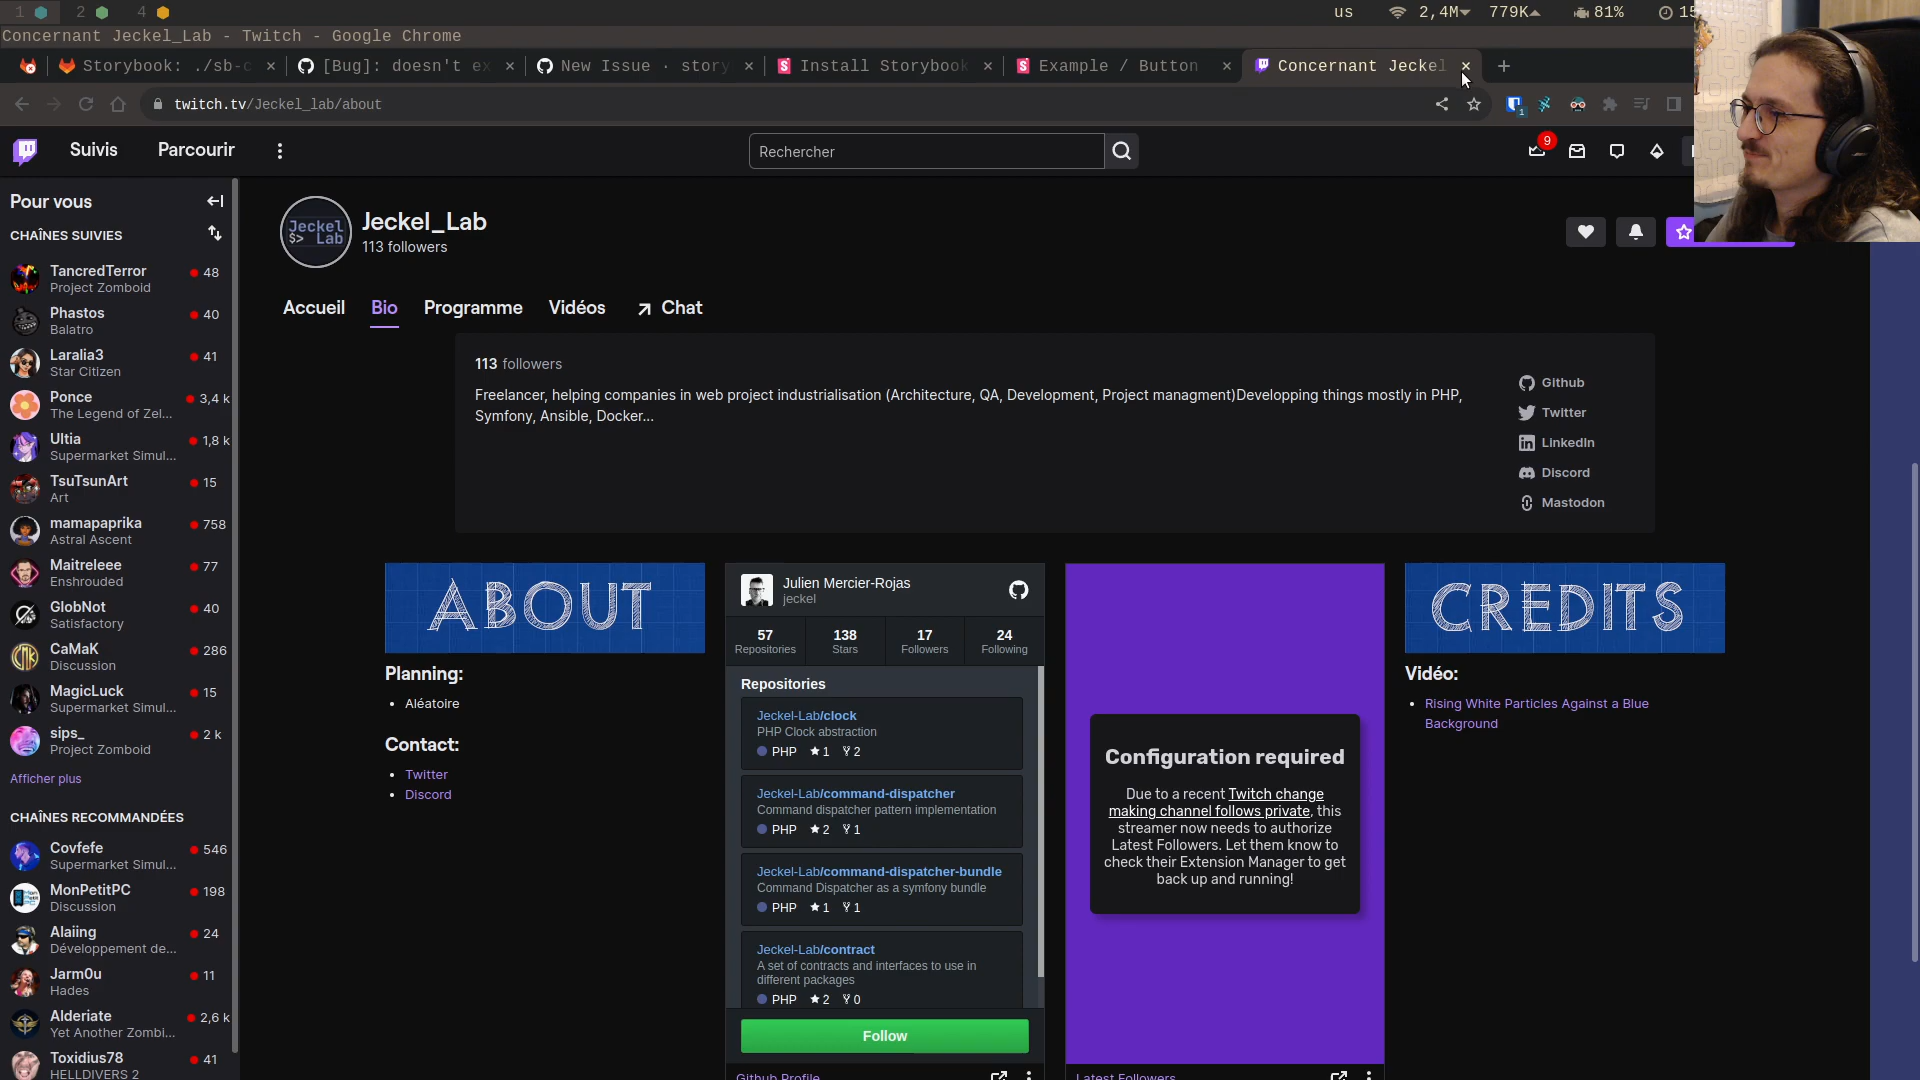 1 2 4 us 2,4M 779K 81% 15
Concernant Jeckel_Lab - Twitch - Google Chrome
Storybook: ./sb-c [Bug]: doesn't ex New Issue · story Install Storybook Example / Button Concernant Jeckel
twitch.tv/Jeckel_lab/about
Suivis Parcourir Rechercher 9
Pour vous
CHAÎNES SUIVIES
TancredTerror 48
Project Zomboid
Phastos 40
Balatro
Laralia3 41
Star Citizen
Ponce 3,4 k
The Legend of Zel...
Ultia 1,8 k
Supermarket Simul...
TsuTsunArt 15
Art
mamapaprika 758
Astral Ascent
Maitreleee 77
Enshrouded
GlobNot 40
Satisfactory
CaMaK 286
Discussion
MagicLuck 15
Supermarket Simul...
sips_ 2 k
Project Zomboid
Afficher plus
CHAÎNES RECOMMANDÉES
Covfefe 546
Supermarket Simul...
MonPetitPC 198
Discussion
Alaiing 24
Développement de...
Jarm0u 11
Hades
Alderiate 2,6 k
Yet Another Zombi...
Toxidius78 41
HELLDIVERS 2
Jeckel
$> Lab
Jeckel_Lab
113 followers
Accueil Bio Programme Vidéos Chat
113 followers
Freelancer, helping companies in web project industrialisation (Architecture, QA, Development, Project managment)Developping things mostly in PHP,
Symfony, Ansible, Docker...
Github
Twitter
LinkedIn
Discord
Mastodon
ABOUT
Planning:
• Aléatoire
Contact:
• Twitter
• Discord
Julien Mercier-Rojas
jeckel
57 138 17 24
Repositories Stars Followers Following
Repositories
Jeckel-Lab/clock
PHP Clock abstraction
PHP 1 2
Jeckel-Lab/command-dispatcher
Command dispatcher pattern implementation
PHP 2 1
Jeckel-Lab/command-dispatcher-bundle
Command Dispatcher as a symfony bundle
PHP 1 1
Jeckel-Lab/contract
A set of contracts and interfaces to use in
different packages
PHP 2 0
Follow
Github Profile
Configuration required
Due to a recent Twitch change
making channel follows private, this
streamer now needs to authorize
Latest Followers. Let them know to
check their Extension Manager to get
back up and running!
Latest Followers
CREDITS
Vidéo:
• Rising White Particles Against a Blue
Background